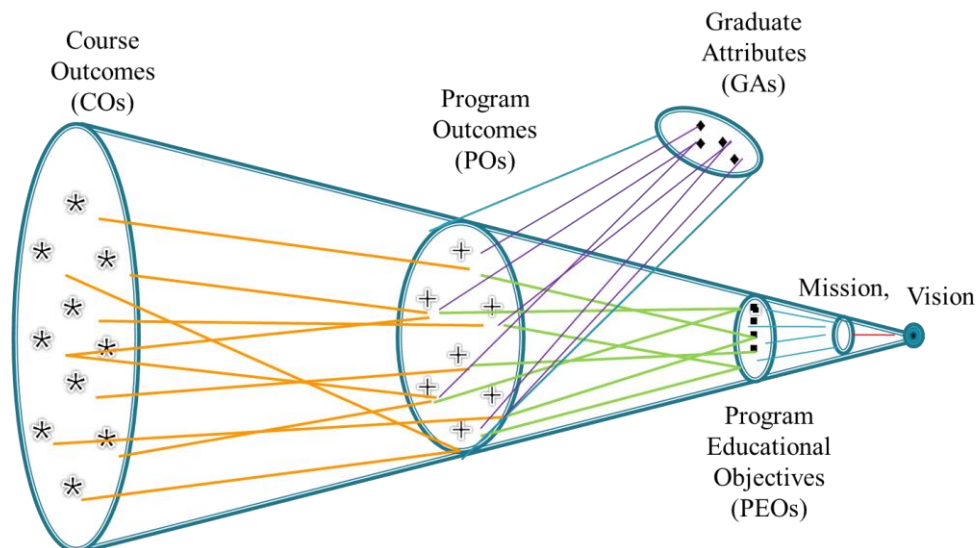 Course
Outcomes
(COs)
Program
Outcomes
(POs)
Graduate
Attributes
(GAs)
Mission,
Vision
Program
Educational
Objectives
(PEOs)